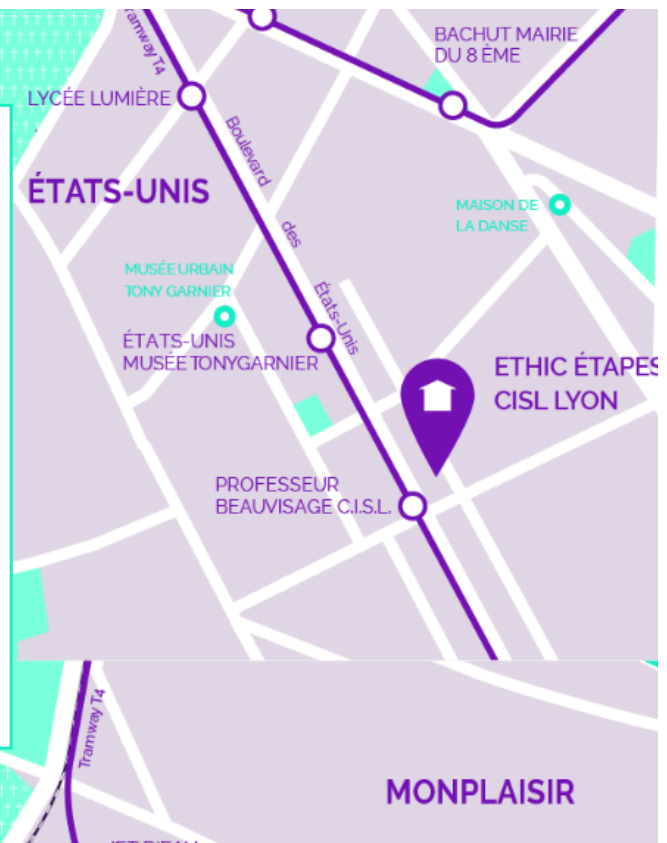 Tramway T4
BACHUT MAIRIE
DU 8 ÈME
LYCÉE LUMIÈRE
Boulevard
des
États-Unis
ÉTATS-UNIS
MAISON DE
LA DANSE
MUSÉE URBAIN
TONY GARNIER
ÉTATS-UNIS
MUSÉE TONYGARNIER
ETHIC ÉTAPES
CISL LYON
PROFESSEUR
BEAUVISAGE C.I.S.L.
Tramway T4
MONPLAISIR